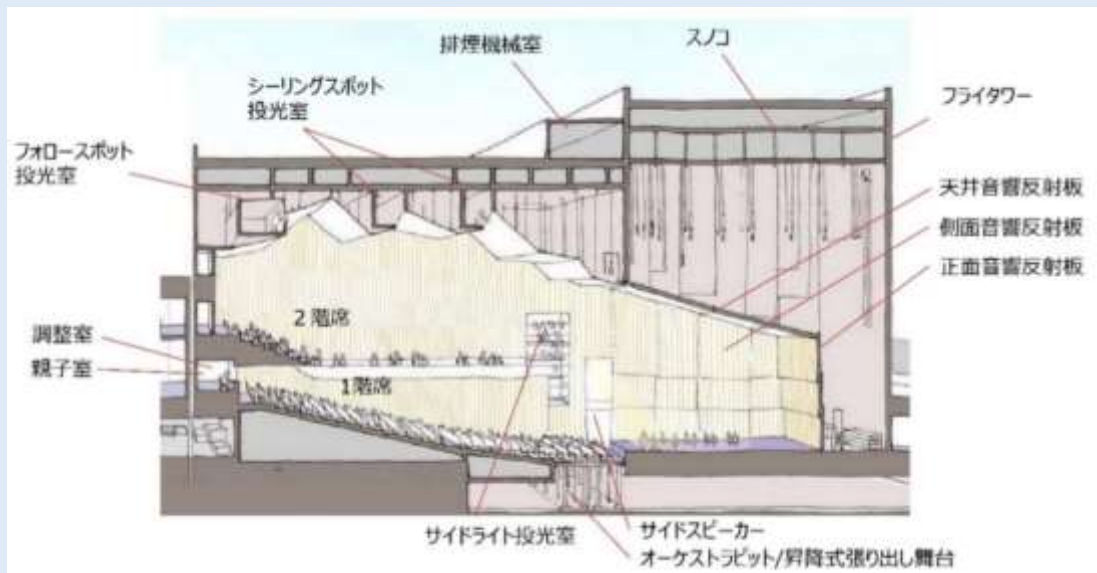 排煙機械室
スノコ
シーリングスポット
投光室
フライタワー
フォロースポット
投光室
天井音響反射板
側面音響反射板
正面音響反射板
2階席
調整室
親子室
1階席
サイドライト投光室
サイドスピーカー
オーケストラピット/昇降式張り出し舞台